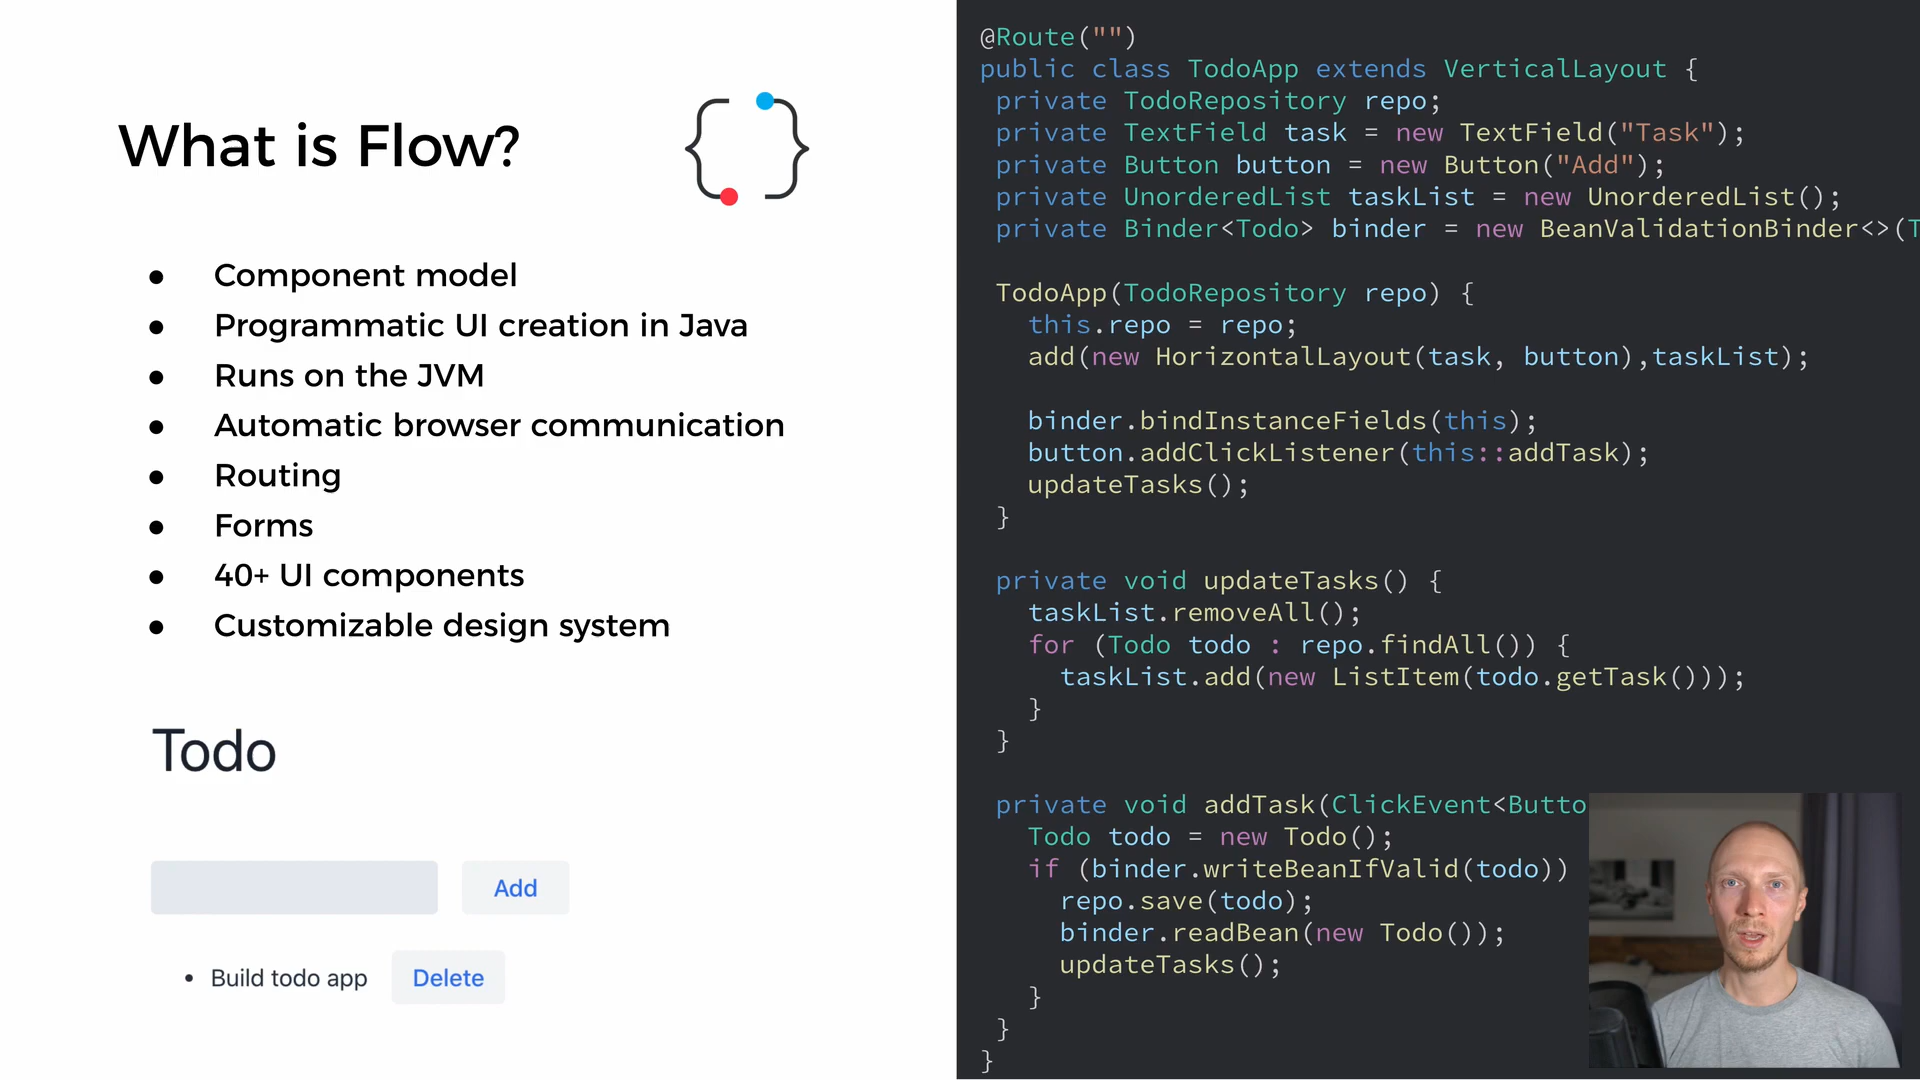 What is Flow?
● Component model
● Programmatic UI creation in Java
● Runs on the JVM
● Automatic browser communication
● Routing
● Forms
● 40+ UI components
● Customizable design system
Todo
Add
• Build todo app
Delete
@Route("")
public class TodoApp extends VerticalLayout {
private TodoRepository repo;
private TextField task = new TextField("Task");
private Button button = new Button("Add");
private UnorderedList taskList = new UnorderedList();
private Binder<Todo> binder = new BeanValidationBinder<>(T
TodoApp(TodoRepository repo) {
this.repo = repo;
add(new HorizontalLayout(task, button),taskList);
binder.bindInstanceFields(this);
button.addClickListener(this::addTask);
updateTasks();
}
private void updateTasks() {
taskList.removeAll();
for (Todo todo : repo.findAll()) {
taskList.add(new ListItem(todo.getTask()));
}
}
private void addTask(ClickEvent<Butto
Todo todo = new Todo();
if (binder.writeBeanIfValid(todo))
repo.save(todo);
binder.readBean(new Todo());
updateTasks();
}
}
}